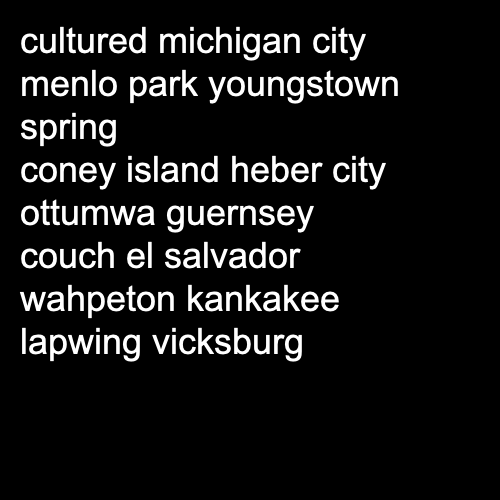 cultured michigan city
menlo park youngstown
spring
coney island heber city
ottumwa guernsey
couch el salvador
wahpeton kankakee
lapwing vicksburg